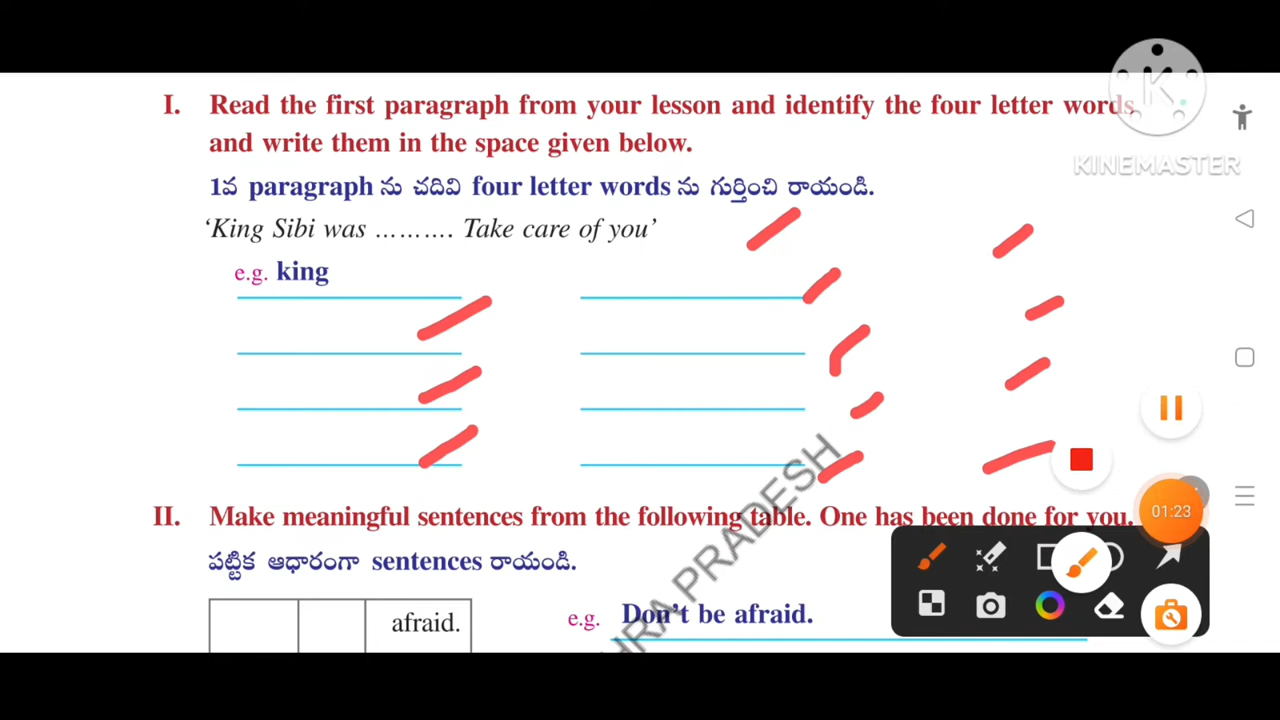 I. Read the first paragraph from your lesson and identify the four letter words
and write them in the space given below.
1వ paragraph ను చదివి four letter words ను గుర్తించి రాయండి.
‘King Sibi was ………. Take care of you’
e.g. king
II. Make meaningful sentences from the following table. One has been done for you.
పట్టిక ఆధారంగా sentences రాయండి.
afraid.
e.g. Don't be afraid.
KINEMASTER
01:23
HRA PRADESH